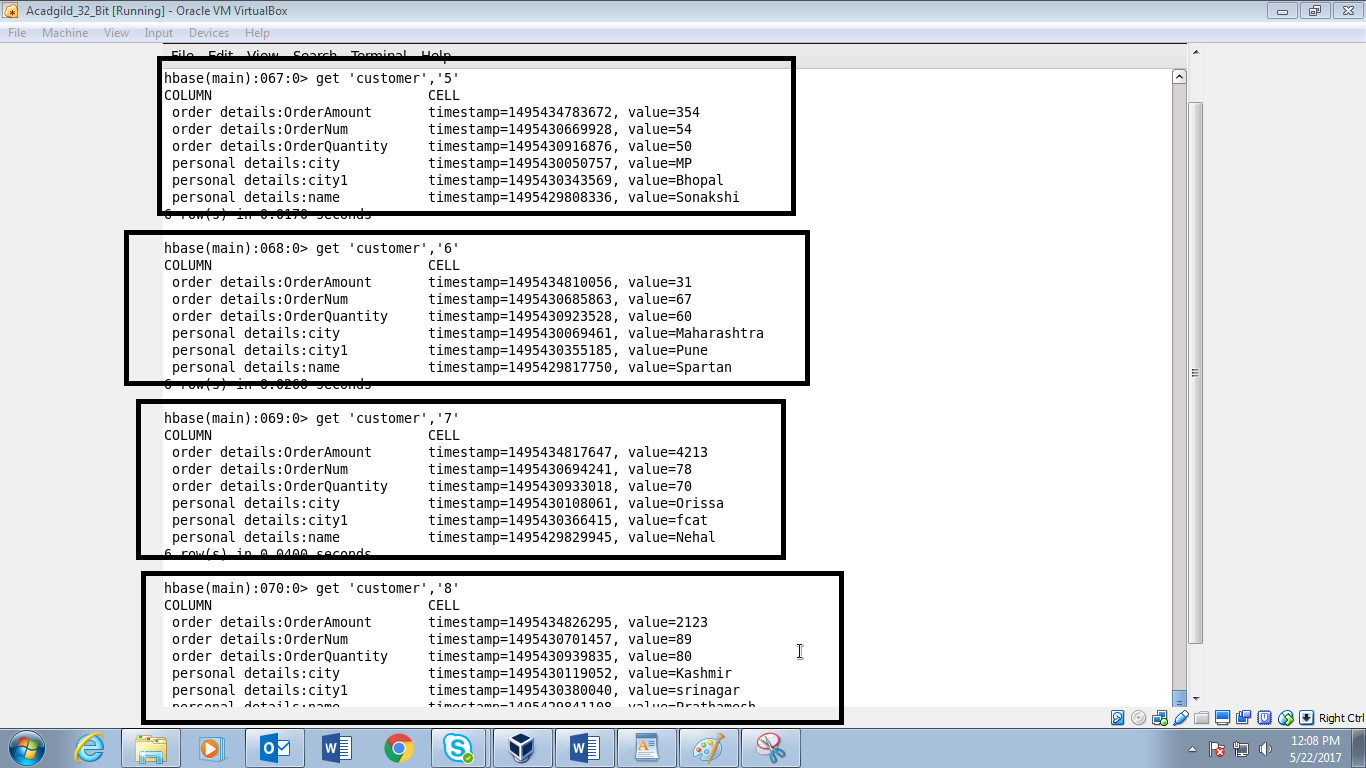 Acadgild_32_Bit [Running] - Oracle VM VirtualBox
File Machine View Input Devices Help
File Edit View Search Terminal Help
hbase(main):067:0> get 'customer','5'
COLUMN CELL
order details:OrderAmount timestamp=1495434783672, value=354
order details:OrderNum timestamp=1495430669928, value=54
order details:OrderQuantity timestamp=1495430916876, value=50
personal details:city timestamp=1495430050757, value=MP
personal details:city1 timestamp=1495430343569, value=Bhopal
personal details:name timestamp=1495429808336, value=Sonakshi
6 row(s) in 0.0170 seconds
hbase(main):068:0> get 'customer','6'
COLUMN CELL
order details:OrderAmount timestamp=1495434810056, value=31
order details:OrderNum timestamp=1495430685863, value=67
order details:OrderQuantity timestamp=1495430923528, value=60
personal details:city timestamp=1495430069461, value=Maharashtra
personal details:city1 timestamp=1495430355185, value=Pune
personal details:name timestamp=1495429817750, value=Spartan
6 row(s) in 0.0260 seconds
hbase(main):069:0> get 'customer','7'
COLUMN CELL
order details:OrderAmount timestamp=1495434817647, value=4213
order details:OrderNum timestamp=1495430694241, value=78
order details:OrderQuantity timestamp=1495430933018, value=70
personal details:city timestamp=1495430108061, value=Orissa
personal details:city1 timestamp=1495430366415, value=fcat
personal details:name timestamp=1495429829945, value=Nehal
6 row(s) in 0.0400 seconds
hbase(main):070:0> get 'customer','8'
COLUMN CELL
order details:OrderAmount timestamp=1495434826295, value=2123
order details:OrderNum timestamp=1495430701457, value=89
order details:OrderQuantity timestamp=1495430939835, value=80
personal details:city timestamp=1495430119052, value=Kashmir
personal details:city1 timestamp=1495430380040, value=srinagar
personal details:name timestamp=1495429841108, value=Prathamesh
Right Ctrl
12:08 PM
5/22/2017